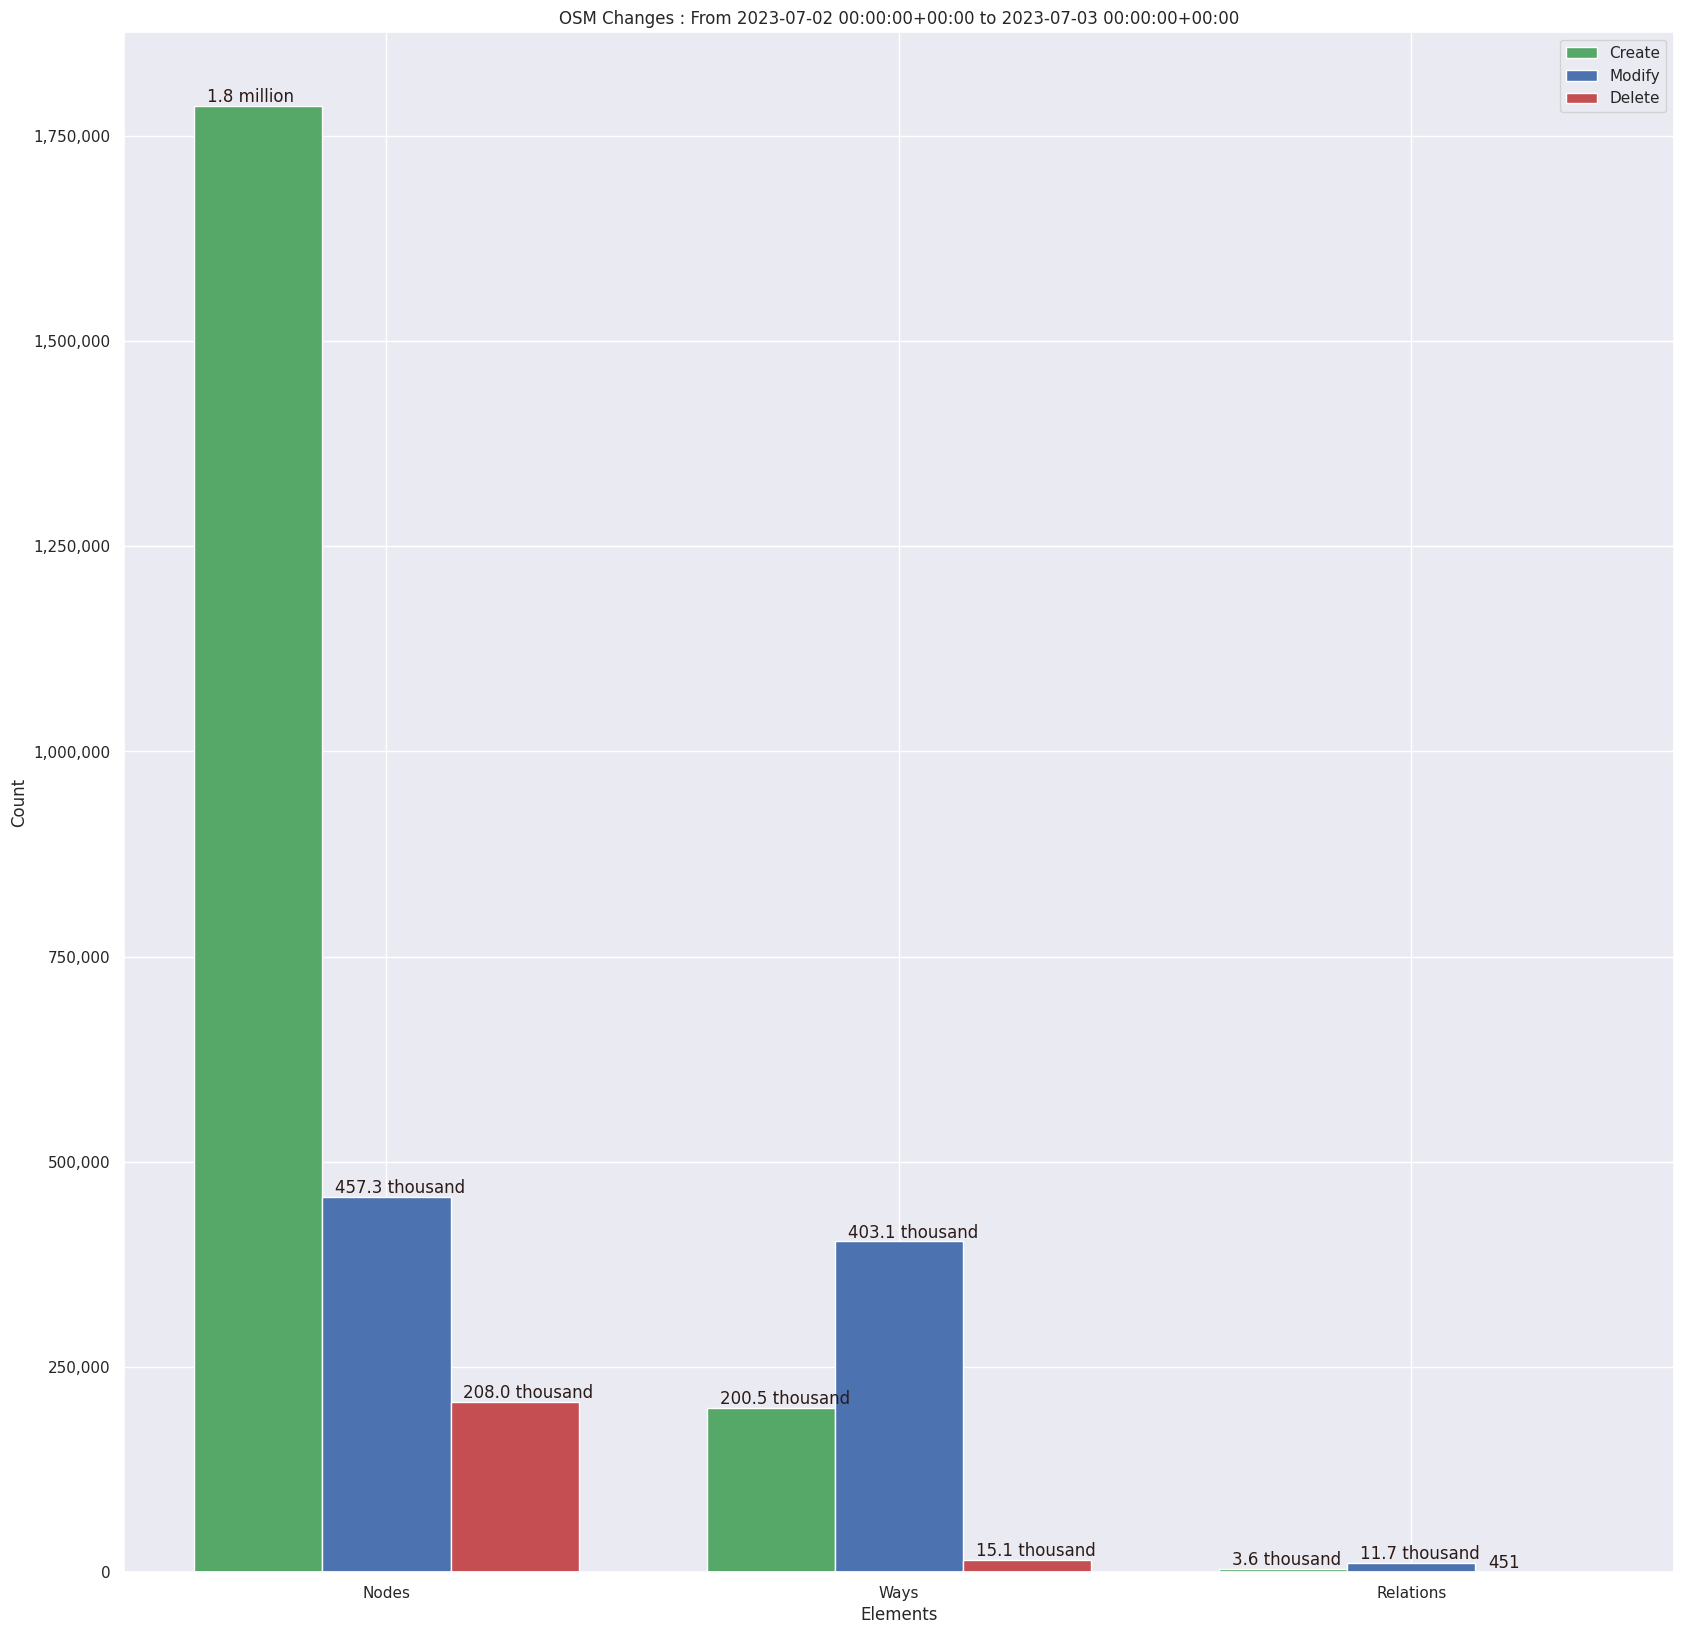 OSM Changes : From 2023-07-02 00:00:00+00:00 to 2023-07-03 00:00:00+00:00
Create
Modify
Delete
1.8 million
1,750,000
1,500,000
1,250,000
1,000,000
750,000
500,000
250,000
0
Count
457.3 thousand
208.0 thousand
200.5 thousand
403.1 thousand
15.1 thousand
3.6 thousand
11.7 thousand
451
Nodes
Ways
Relations
Elements